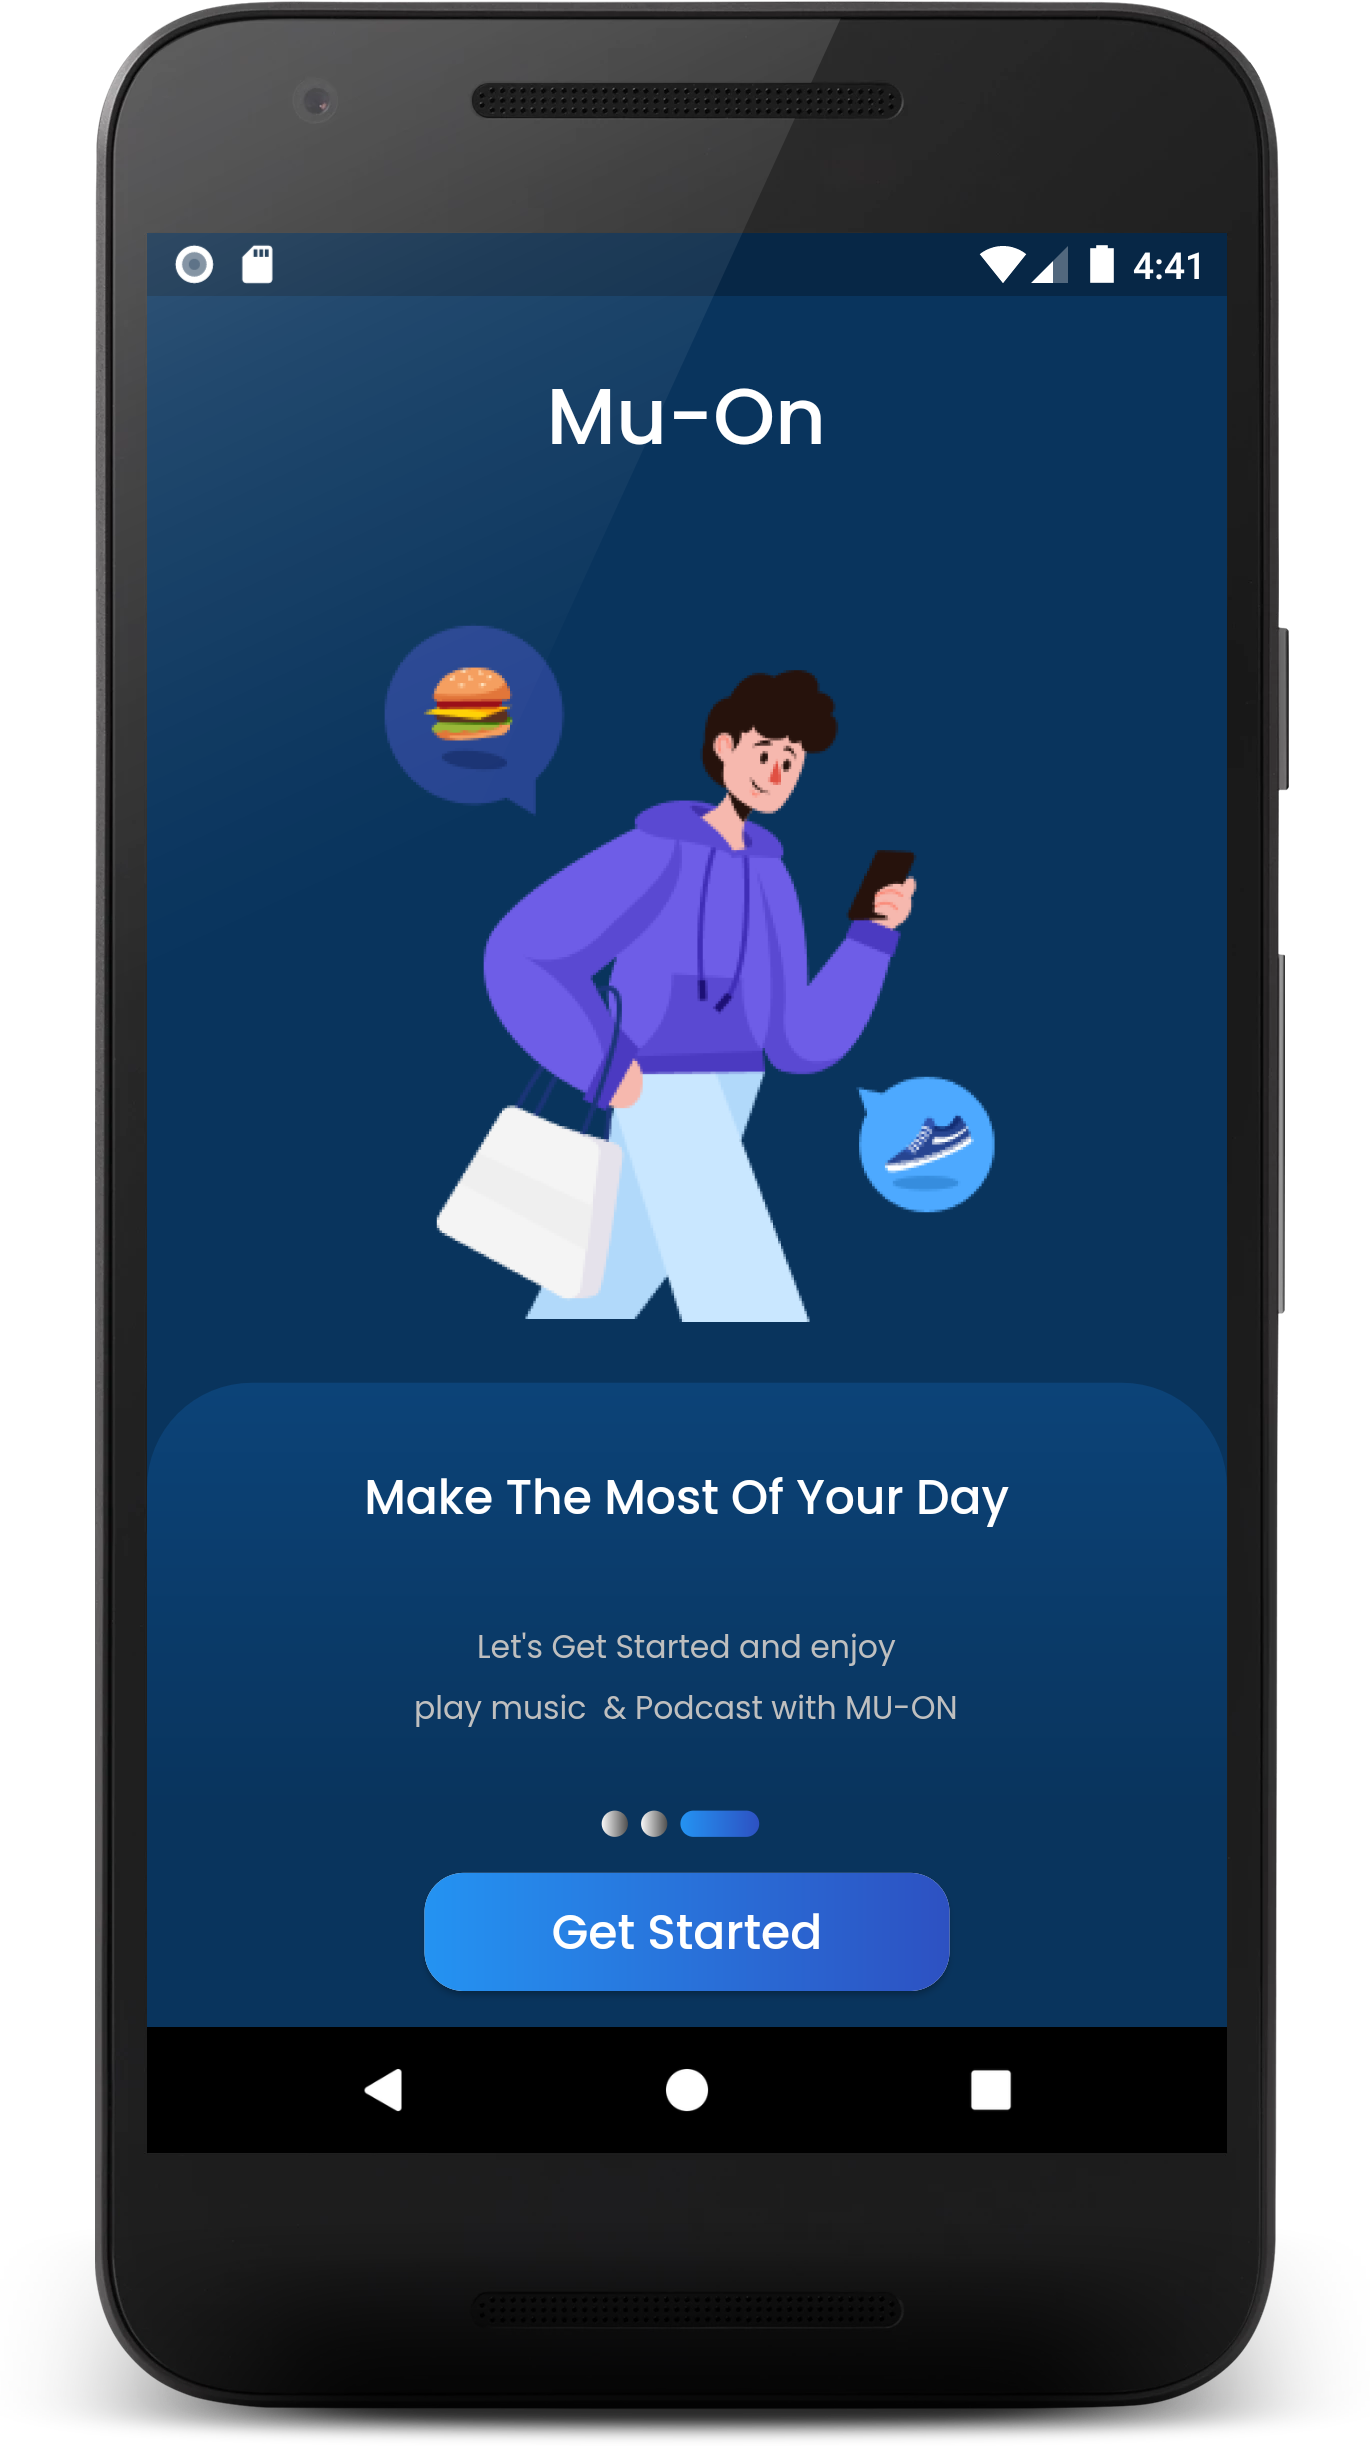 4:41
Mu-On
Make The Most Of Your Day
Let's Get Started and enjoy
play music  & Podcast with MU-ON
Get Started